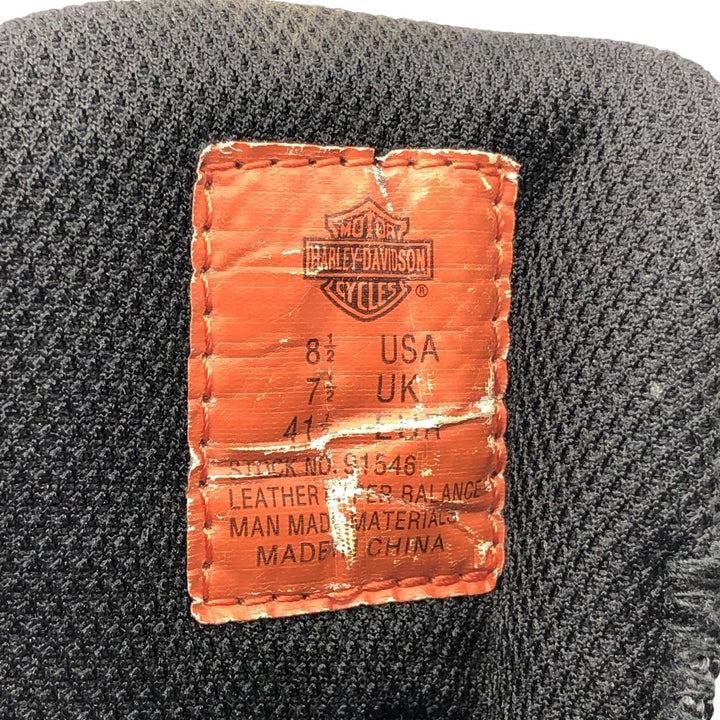 MOTOR
HARLEY-DAVIDSON
CYCLES ®
8½ USA
7½ UK
41½ EUR
STOCK NO. 91546
LEATHER UPPER BALANCE
MAN MADE MATERIALS
MADE IN CHINA